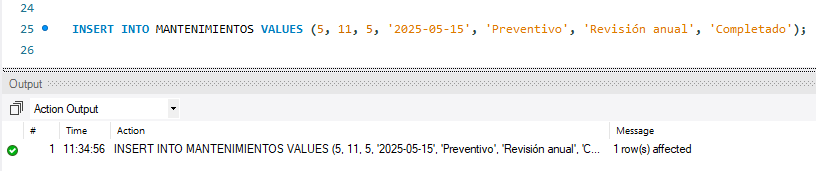 24
25 INSERT INTO MANTENIMIENTOS VALUES (5, 11, 5, '2025-05-15', 'Preventivo', 'Revisión anual', 'Completado');
26
Output
Action Output
# Time Action Message
1 11:34:56 INSERT INTO MANTENIMIENTOS VALUES (5, 11, 5, '2025-05-15', 'Preventivo', 'Revisión anual', 'C... 1 row(s) affected